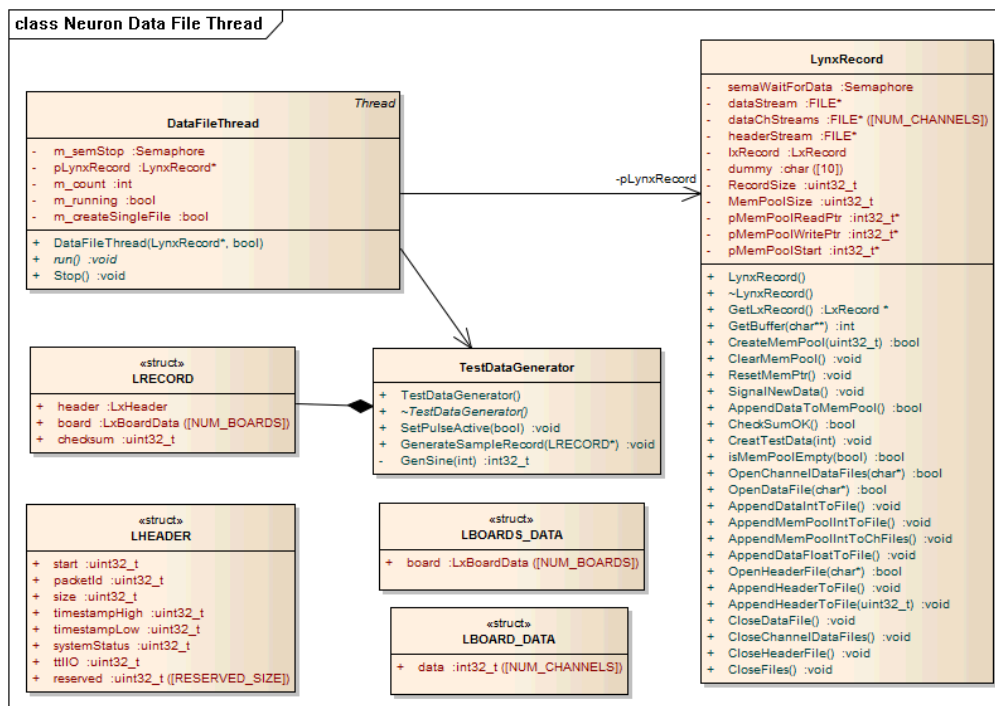 class Neuron Data File Thread
Thread
DataFileThread
- m_semStop :Semaphore
- pLynxRecord :LynxRecord*
- m_count :int
- m_running :bool
- m_createSingleFile :bool
+ DataFileThread(LynxRecord*, bool)
+ run() :void
+ Stop() :void
-pLynxRecord
LynxRecord
- semaWaitForData :Semaphore
- dataStream :FILE*
- dataChStreams :FILE* ([NUM_CHANNELS])
- headerStream :FILE*
- lxRecord :LxRecord
- dummy :char ([10])
- RecordSize :uint32_t
- MemPoolSize :uint32_t
- pMemPoolReadPtr :int32_t*
- pMemPoolWritePtr :int32_t*
- pMemPoolStart :int32_t*
+ LynxRecord()
+ ~LynxRecord()
+ GetLxRecord() :LxRecord *
+ GetBuffer(char**) :int
+ CreateMemPool(uint32_t) :bool
+ ClearMemPool() :void
+ ResetMemPtr() :void
+ SignalNewData() :void
+ AppendDataToMemPool() :bool
+ CheckSumOK() :bool
+ CreatTestData(int) :void
+ isMemPoolEmpty(bool) :bool
+ OpenChannelDataFiles(char*) :bool
+ OpenDataFile(char*) :bool
+ AppendDataIntToFile() :void
+ AppendMemPoolIntToFile() :void
+ AppendMemPoolIntToChFiles() :void
+ AppendDataFloatToFile() :void
+ OpenHeaderFile(char*) :bool
+ AppendHeaderToFile() :void
+ AppendHeaderToFile(uint32_t) :void
+ CloseDataFile() :void
+ CloseChannelDataFiles() :void
+ CloseHeaderFile() :void
+ CloseFiles() :void
«struct»
LRECORD
+ header :LxHeader
+ board :LxBoardData ([NUM_BOARDS])
+ checksum :uint32_t
TestDataGenerator
+ TestDataGenerator()
+ ~TestDataGenerator()
+ SetPulseActive(bool) :void
+ GenerateSampleRecord(LRECORD*) :void
- GenSine(int) :int32_t
«struct»
LHEADER
+ start :uint32_t
+ packetId :uint32_t
+ size :uint32_t
+ timestampHigh :uint32_t
+ timestampLow :uint32_t
+ systemStatus :uint32_t
+ ttlIO :uint32_t
+ reserved :uint32_t ([RESERVED_SIZE])
«struct»
LBOARDS_DATA
+ board :LxBoardData ([NUM_BOARDS])
«struct»
LBOARD_DATA
+ data :int32_t ([NUM_CHANNELS])